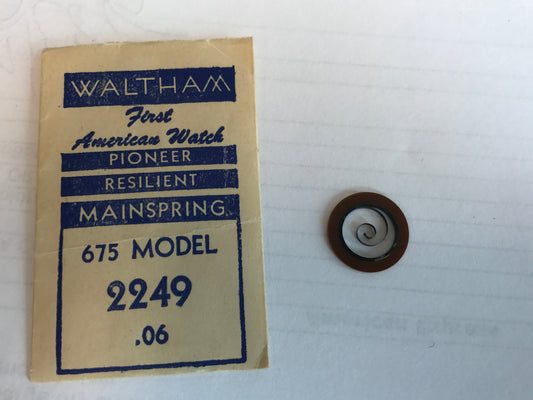 WALTHAM
First
American Watch
PIONEER
RESILIENT
MAINSPRING
675 MODEL
2249
.06